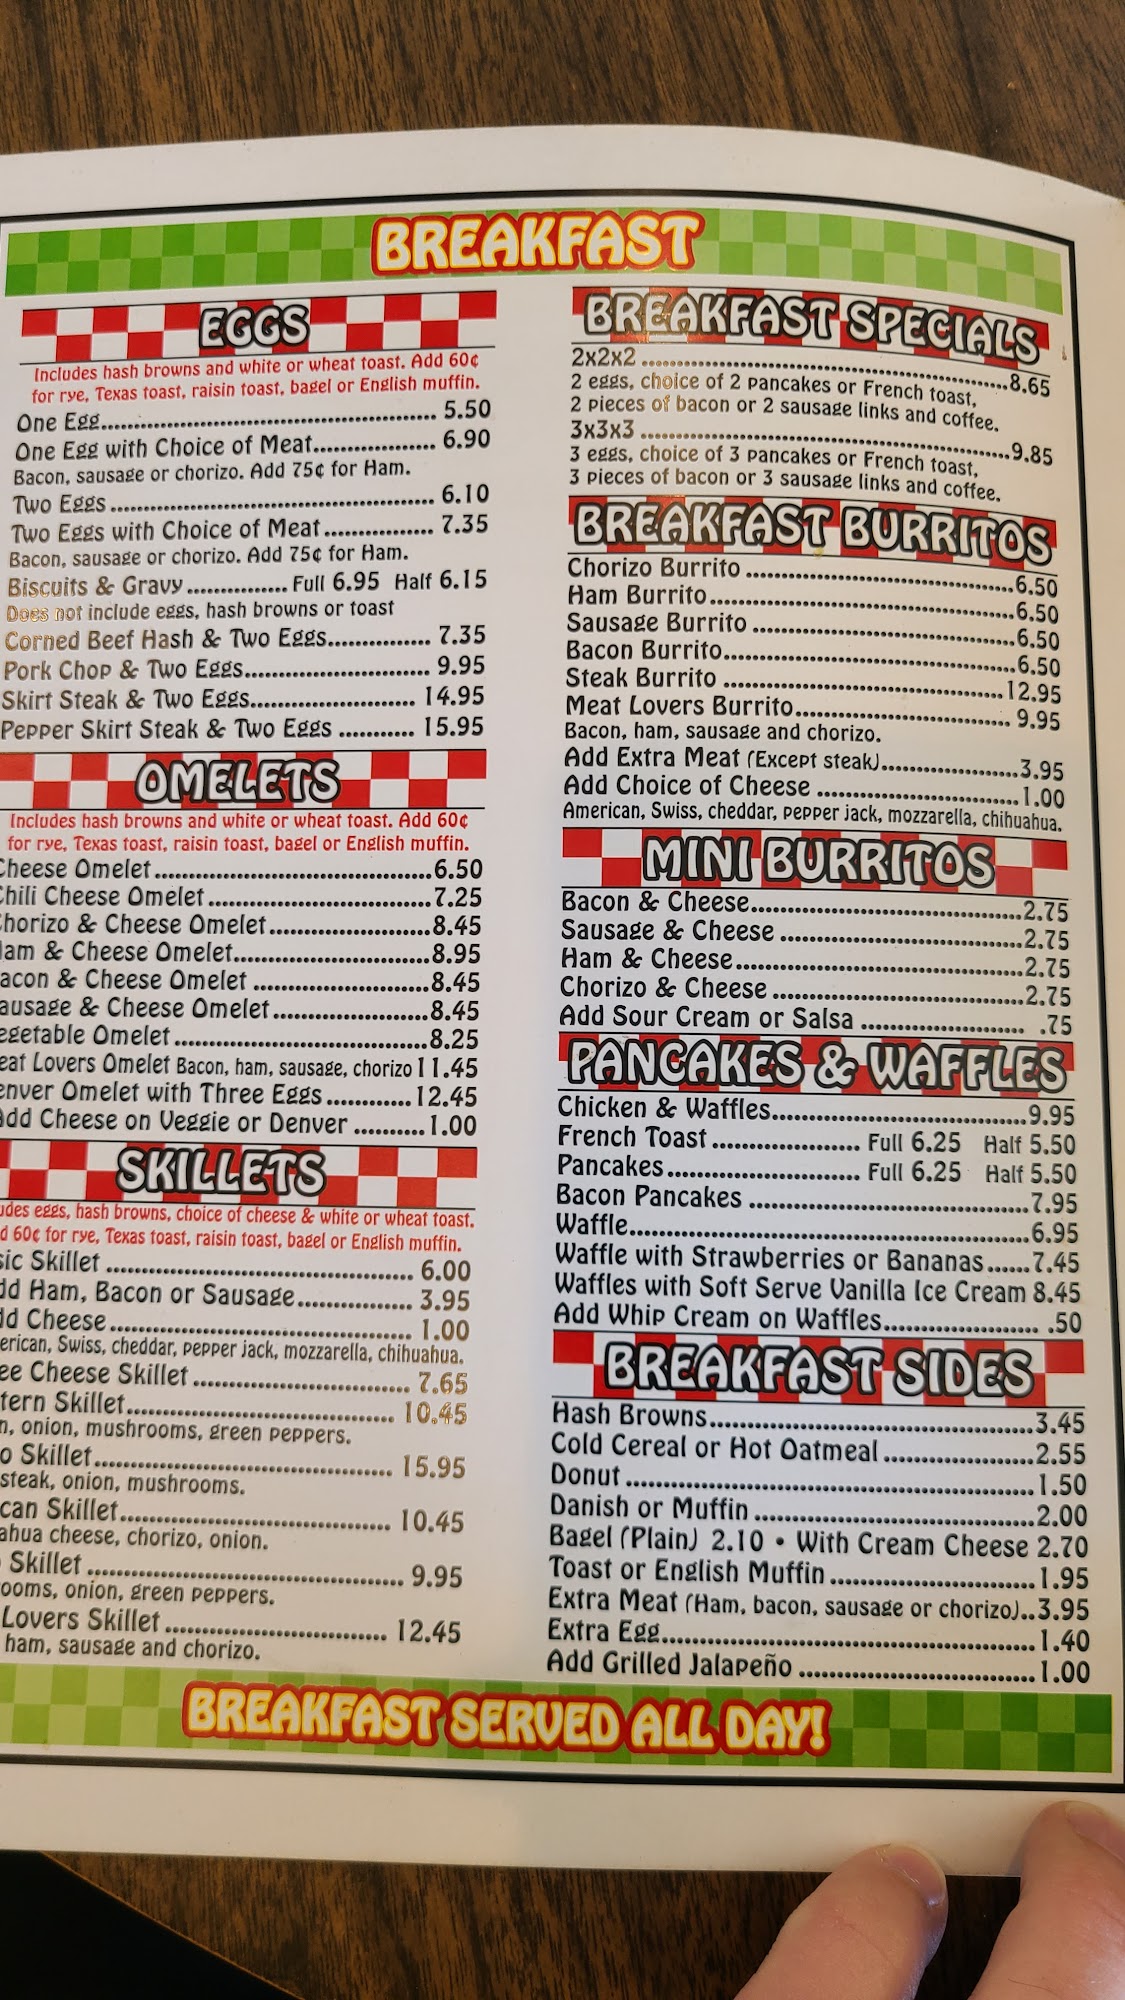 BREAKFAST
EGGS
Includes hash browns and white or wheat toast. Add 60¢
for rye, Texas toast, raisin toast, bagel or English muffin.
One Egg 5.50
One Egg with Choice of Meat 6.90
Bacon, sausage or chorizo. Add 75¢ for Ham.
Two Eggs 6.10
Two Eggs with Choice of Meat 7.35
Bacon, sausage or chorizo. Add 75¢ for Ham.
Biscuits & Gravy Full 6.95 Half 6.15
Does not include eggs, hash browns or toast
Corned Beef Hash & Two Eggs 7.35
Pork Chop & Two Eggs 9.95
Skirt Steak & Two Eggs 14.95
Pepper Skirt Steak & Two Eggs 15.95
OMELETS
Includes hash browns and white or wheat toast. Add 60¢
for rye, Texas toast, raisin toast, bagel or English muffin.
Cheese Omelet 6.50
Chili Cheese Omelet 7.25
Chorizo & Cheese Omelet 8.45
Ham & Cheese Omelet 8.95
acon & Cheese Omelet 8.45
ausage & Cheese Omelet 8.45
egetable Omelet 8.25
eat Lovers Omelet Bacon, ham, sausage, chorizo 11.45
enver Omelet with Three Eggs 12.45
Add Cheese on Veggie or Denver 1.00
SKILLETS
udes eggs, hash browns, choice of cheese & white or wheat toast.
d 60¢ for rye, Texas toast, raisin toast, bagel or English muffin.
sic Skillet 6.00
dd Ham, Bacon or Sausage 3.95
dd Cheese 1.00
erican, Swiss, cheddar, pepper jack, mozzarella, chihuahua.
ee Cheese Skillet 7.65
tern Skillet 10.45
n, onion, mushrooms, green peppers.
o Skillet 15.95
steak, onion, mushrooms.
ican Skillet 10.45
ahua cheese, chorizo, onion.
Skillet 9.95
ooms, onion, green peppers.
Lovers Skillet 12.45
ham, sausage and chorizo.
BREAKFAST SPECIALS
2x2x2 8.65
2 eggs, choice of 2 pancakes or French toast,
2 pieces of bacon or 2 sausage links and coffee.
3x3x3 9.85
3 eggs, choice of 3 pancakes or French toast,
3 pieces of bacon or 3 sausage links and coffee.
BREAKFAST BURRITOS
Chorizo Burrito 6.50
Ham Burrito 6.50
Sausage Burrito 6.50
Bacon Burrito 6.50
Steak Burrito 12.95
Meat Lovers Burrito 9.95
Bacon, ham, sausage and chorizo.
Add Extra Meat (Except steak) 3.95
Add Choice of Cheese 1.00
American, Swiss, cheddar, pepper jack, mozzarella, chihuahua.
MINI BURRITOS
Bacon & Cheese 2.75
Sausage & Cheese 2.75
Ham & Cheese 2.75
Chorizo & Cheese 2.75
Add Sour Cream or Salsa .75
PANCAKES & WAFFLES
Chicken & Waffles 9.95
French Toast Full 6.25 Half 5.50
Pancakes Full 6.25 Half 5.50
Bacon Pancakes 7.95
Waffle 6.95
Waffle with Strawberries or Bananas 7.45
Waffles with Soft Serve Vanilla Ice Cream 8.45
Add Whip Cream on Waffles .50
BREAKFAST SIDES
Hash Browns 3.45
Cold Cereal or Hot Oatmeal 2.55
Donut 1.50
Danish or Muffin 2.00
Bagel (Plain) 2.10 • With Cream Cheese 2.70
Toast or English Muffin 1.95
Extra Meat (Ham, bacon, sausage or chorizo) 3.95
Extra Egg 1.40
Add Grilled Jalapeño 1.00
BREAKFAST SERVED ALL DAY!